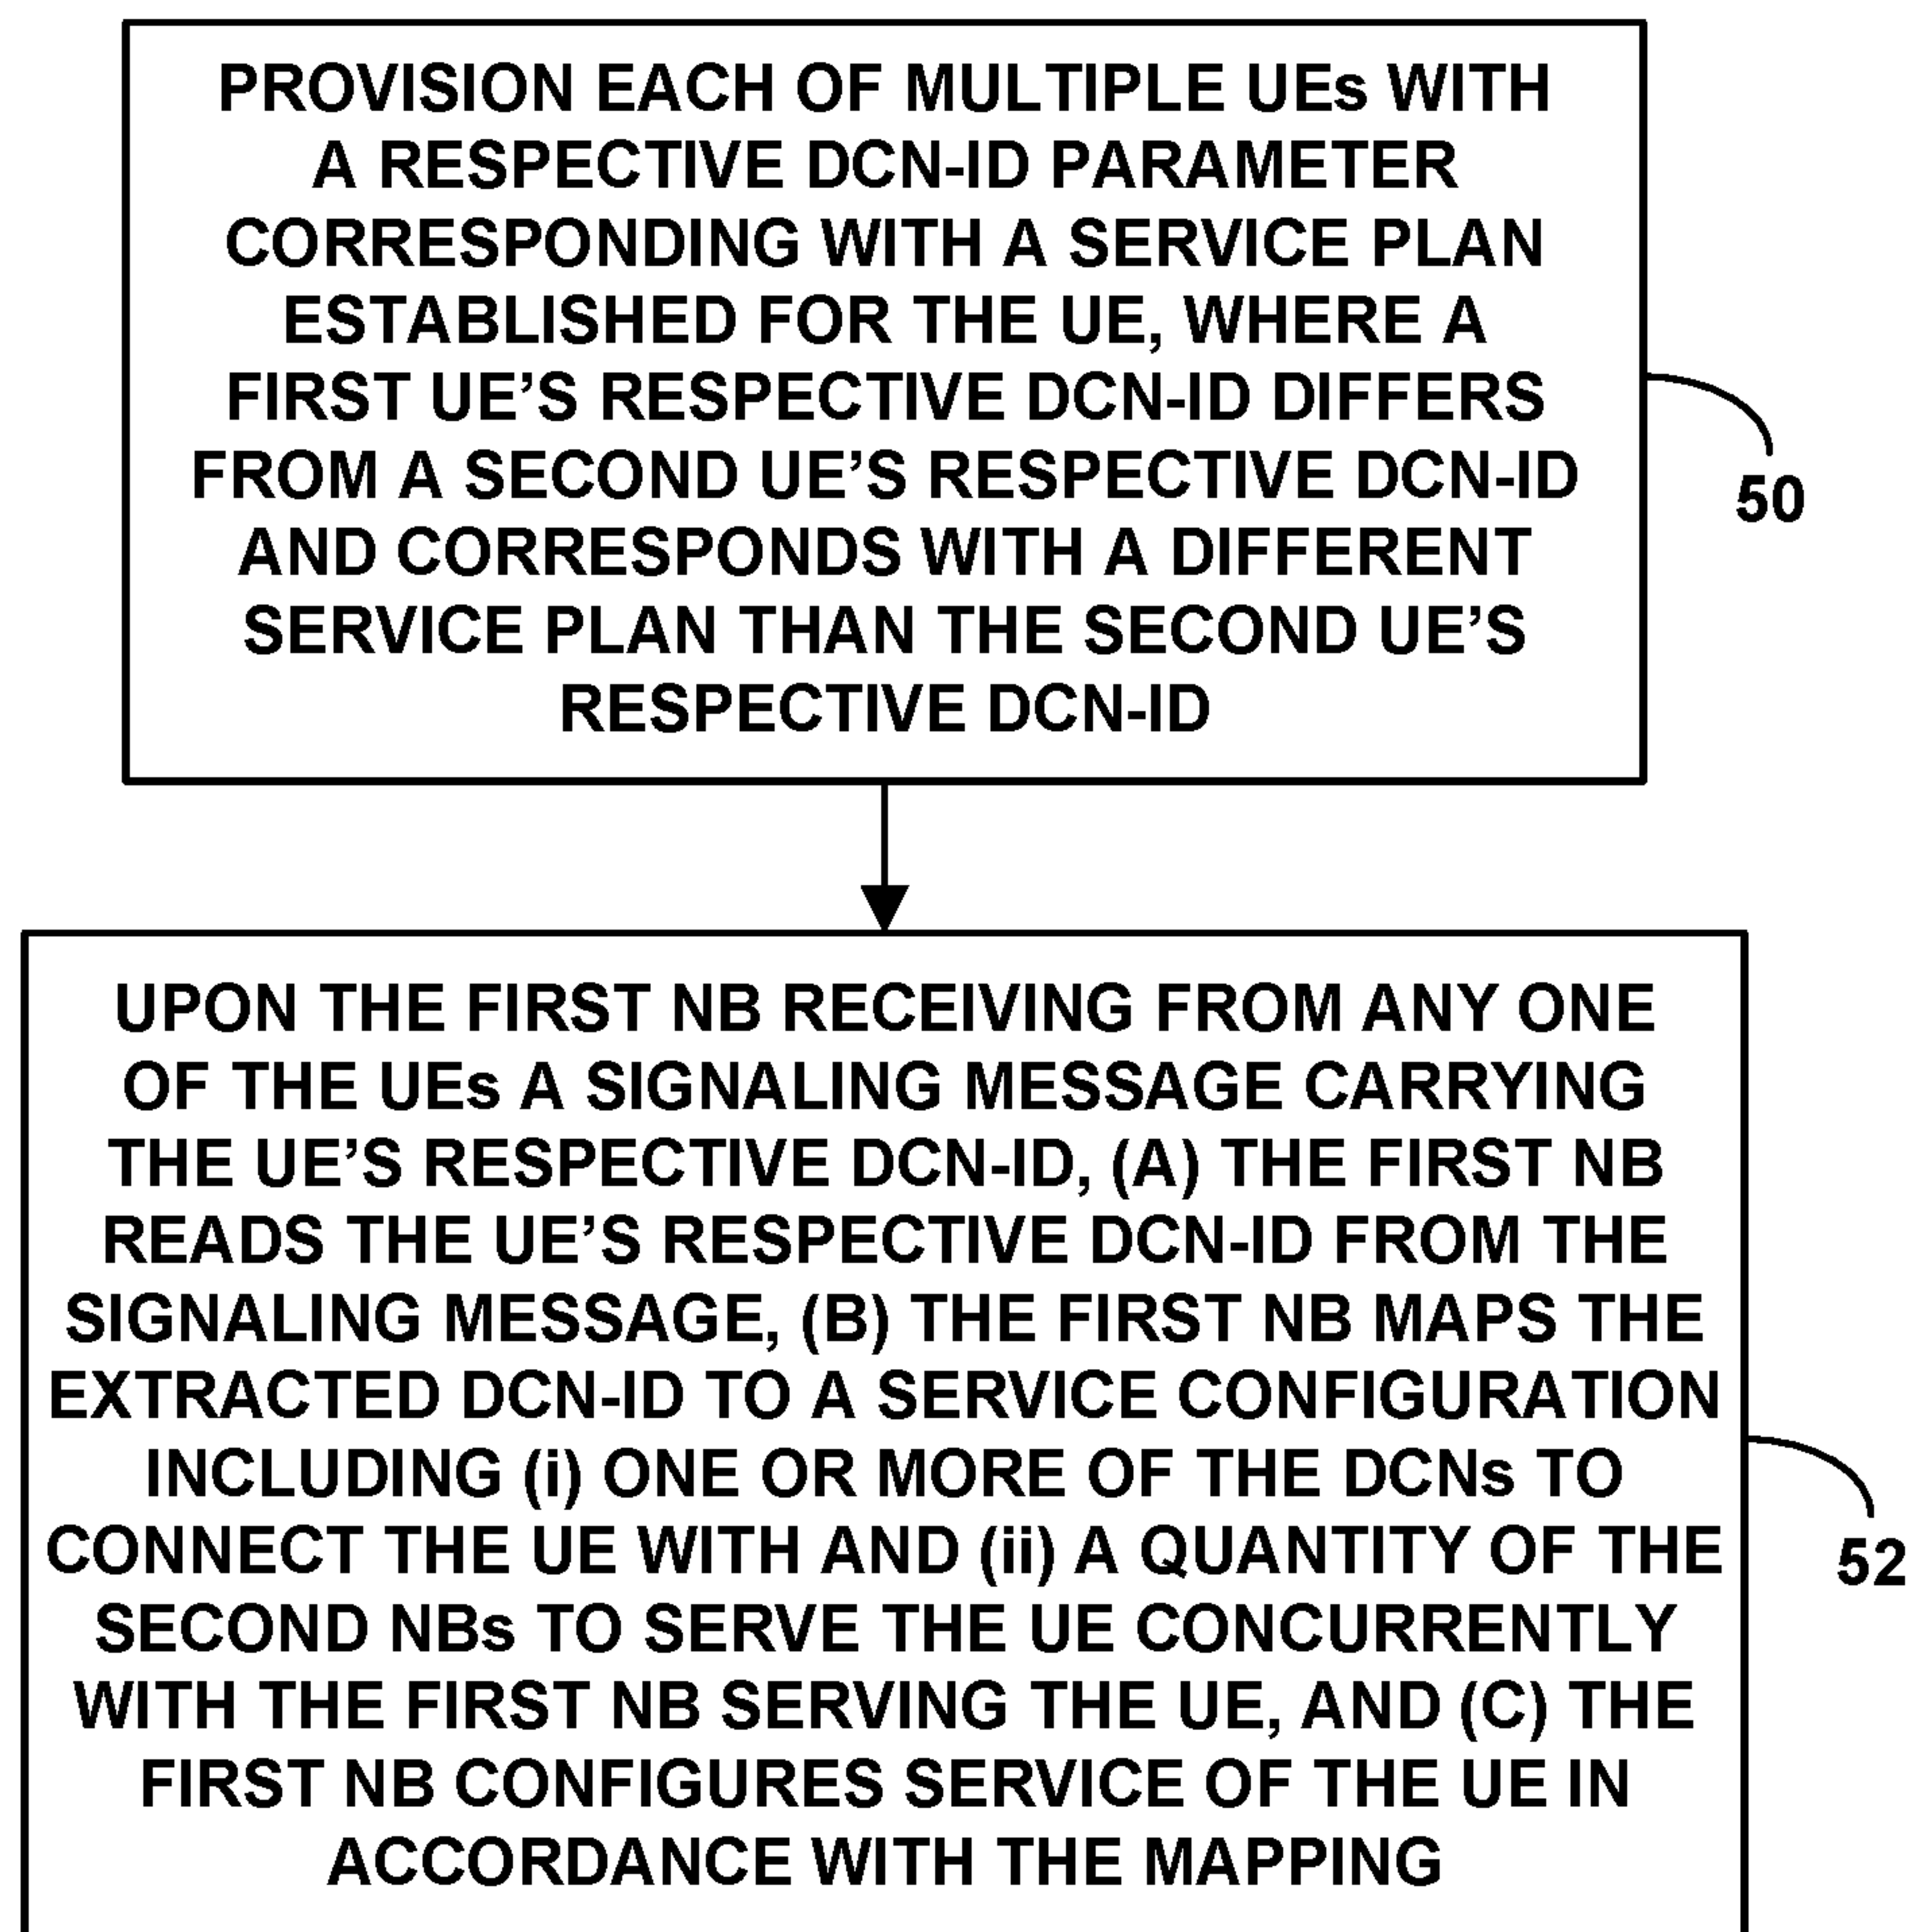 PROVISION EACH OF MULTIPLE UEs WITH
A RESPECTIVE DCN-ID PARAMETER
CORRESPONDING WITH A SERVICE PLAN
ESTABLISHED FOR THE UE, WHERE A
FIRST UE’S RESPECTIVE DCN-ID DIFFERS
FROM A SECOND UE’S RESPECTIVE DCN-ID
AND CORRESPONDS WITH A DIFFERENT
SERVICE PLAN THAN THE SECOND UE’S
RESPECTIVE DCN-ID
50
UPON THE FIRST NB RECEIVING FROM ANY ONE
OF THE UEs A SIGNALING MESSAGE CARRYING
THE UE’S RESPECTIVE DCN-ID, (A) THE FIRST NB
READS THE UE’S RESPECTIVE DCN-ID FROM THE
SIGNALING MESSAGE, (B) THE FIRST NB MAPS THE
EXTRACTED DCN-ID TO A SERVICE CONFIGURATION
INCLUDING (i) ONE OR MORE OF THE DCNs TO
CONNECT THE UE WITH AND (ii) A QUANTITY OF THE
SECOND NBs TO SERVE THE UE CONCURRENTLY
WITH THE FIRST NB SERVING THE UE, AND (C) THE
FIRST NB CONFIGURES SERVICE OF THE UE IN
ACCORDANCE WITH THE MAPPING
52